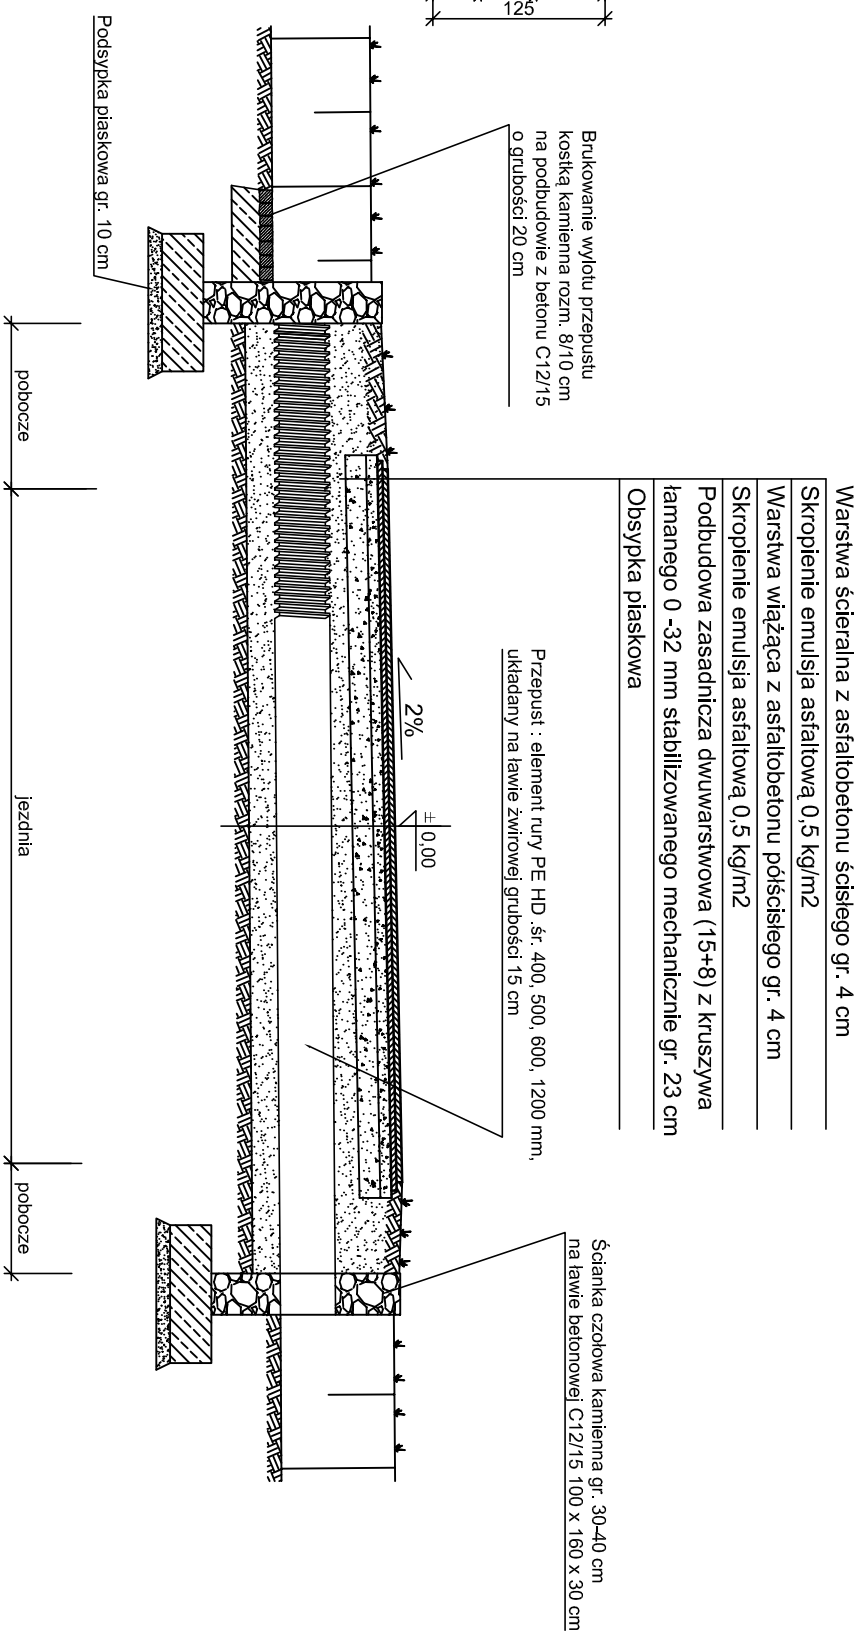 125
Warstwa ścieralna z asfaltobetonu ścisłego gr. 4 cm
Skropienie emulsja asfaltową 0,5 kg/m2
Warstwa wiążąca z asfaltobetonu półścisłego gr. 4 cm
Skropienie emulsja asfaltową 0,5 kg/m2
Podbudowa zasadnicza dwuwarstwowa (15+8) z kruszywa
łamanego 0 -32 mm stabilizowanego mechanicznie gr. 23 cm
Obsypka piaskowa
Brukowanie wylotu przepustu
kostką kamienna rozm. 8/10 cm
na podbudowie z betonu C12/15
o grubości 20 cm
Ścianka czołowa kamienna gr. 30-40 cm
na ławie betonowej C12/15 100 x 160 x 30 cm
Przepust : element rury PE HD .śr. 400, 500, 600, 1200 mm,
układany na ławie żwirowej grubości 15 cm
2%
± 0,00
Podsypka piaskowa gr. 10 cm
pobocze
jezdnia
pobocze